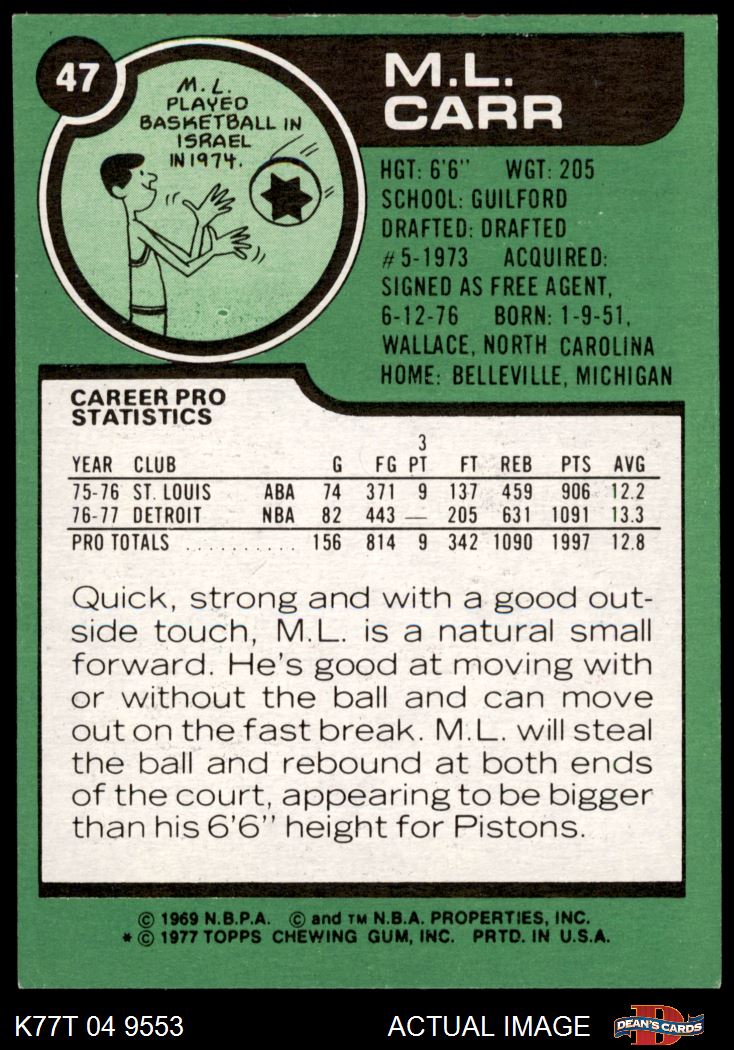 47
M.L.
PLAYED
BASKETBALL IN
ISRAEL
IN 1974.
M.L.
CARR
HGT: 6'6" WGT: 205
SCHOOL: GUILFORD
DRAFTED: DRAFTED
#5-1973 ACQUIRED:
SIGNED AS FREE AGENT,
6-12-76 BORN: 1-9-51,
WALLACE, NORTH CAROLINA
HOME: BELLEVILLE, MICHIGAN
CAREER PRO
STATISTICS
YEAR CLUB G FG 3 PT FT REB PTS AVG
75-76 ST. LOUIS ABA 74 371 9 137 459 906 12.2
76-77 DETROIT NBA 82 443 — 205 631 1091 13.3
PRO TOTALS .......... 156 814 9 342 1090 1997 12.8
Quick, strong and with a good out-
side touch, M.L. is a natural small
forward. He's good at moving with
or without the ball and can move
out on the fast break. M.L. will steal
the ball and rebound at both ends
of the court, appearing to be bigger
than his 6'6" height for Pistons.
© 1969 N.B.P.A. © and TM N.B.A. PROPERTIES, INC.
* © 1977 TOPPS CHEWING GUM, INC. PRTD. IN U.S.A.
K77T 04 9553 ACTUAL IMAGE
D
DEAN'S CARDS